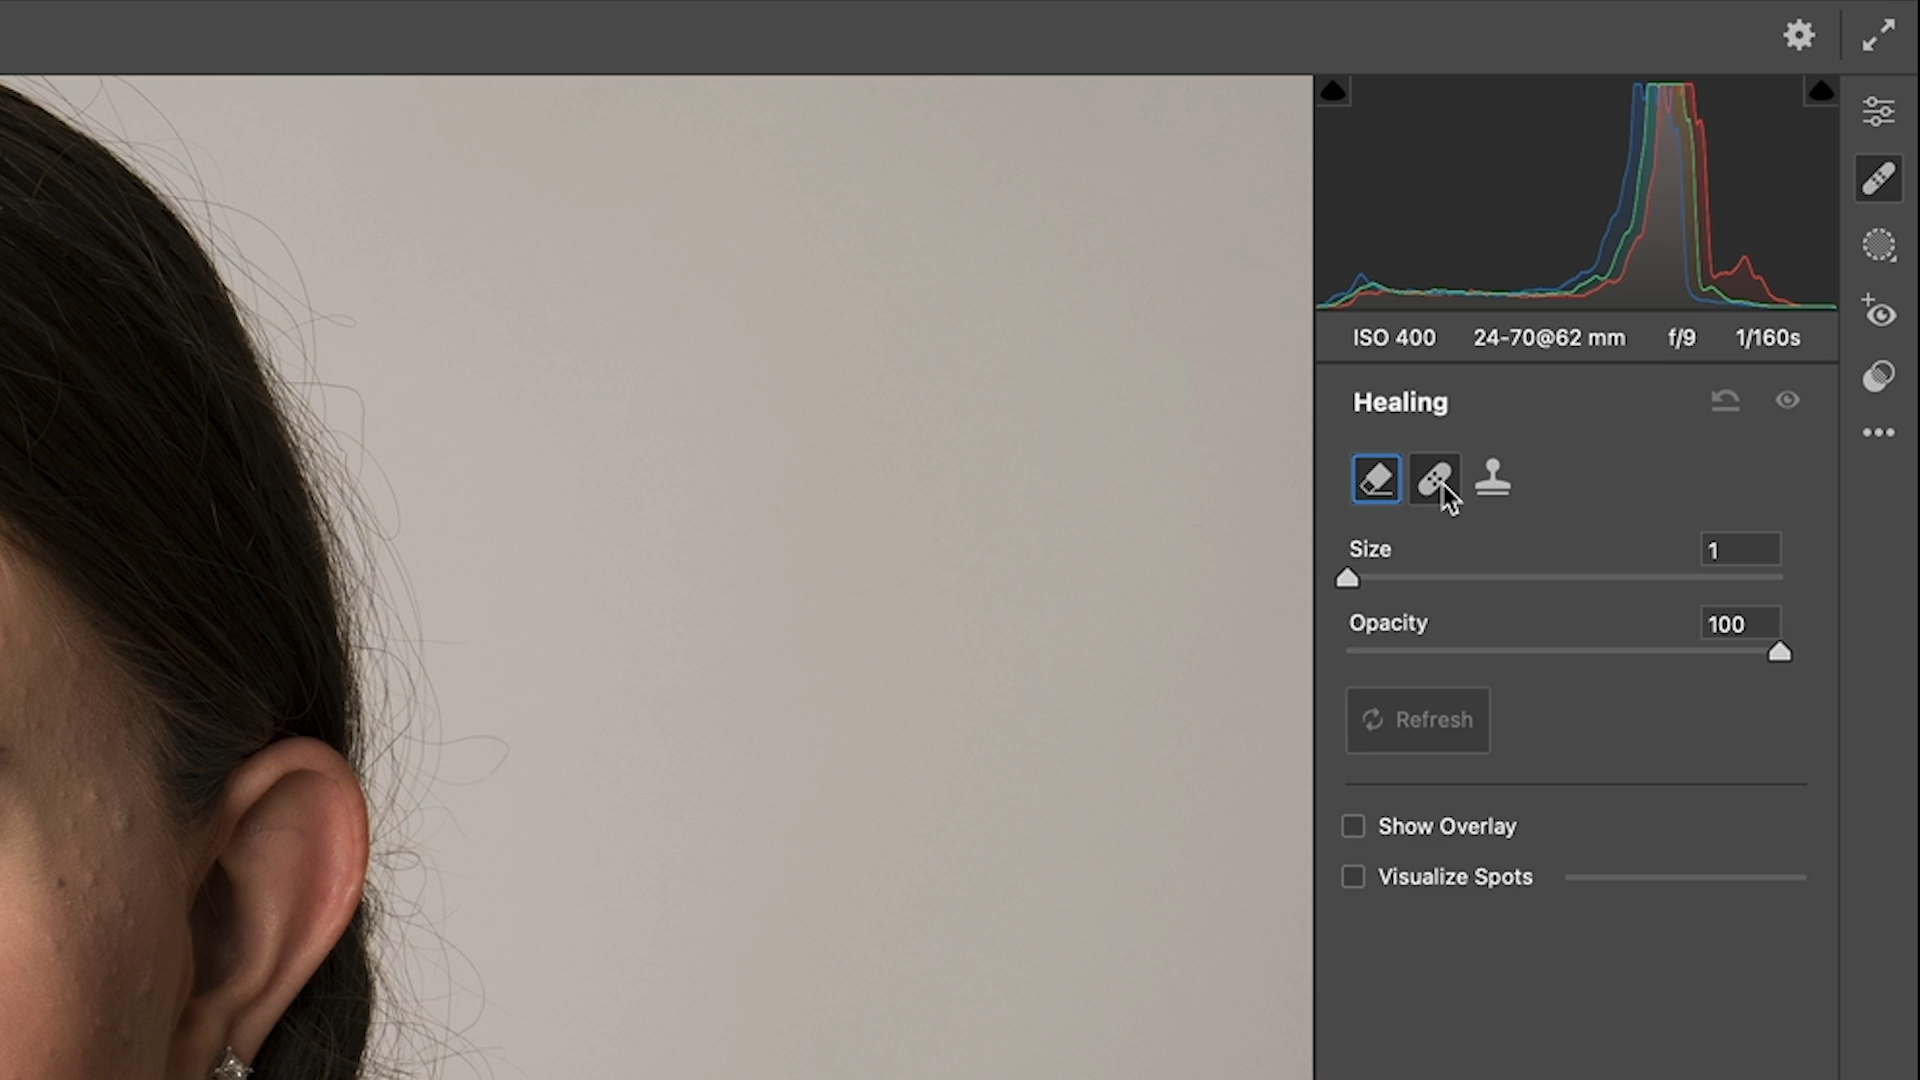 ISO 400 24-70@62 mm f/9 1/160s
Healing
Size 1
Opacity 100
Refresh
Show Overlay
Visualize Spots